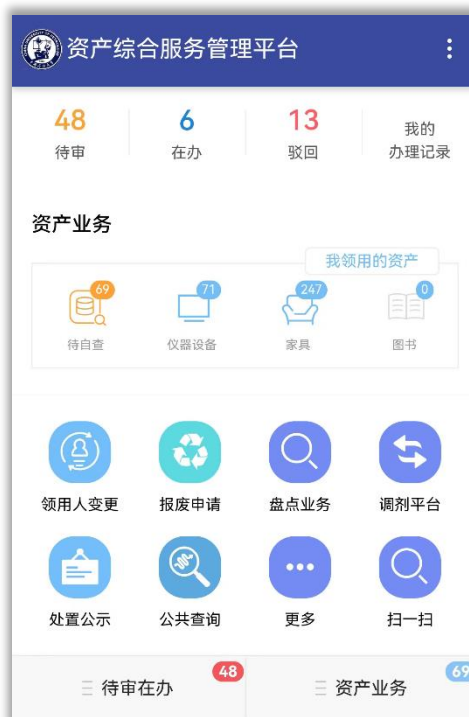 资产综合服务管理平台
48 6 13 我的
待审 在办 驳回 办理记录
资产业务
我领用的资产
69 71 247 0
待自查 仪器设备 家具 图书
领用人变更 报废申请 盘点业务 调剂平台
处置公示 公共查询 更多 扫一扫
待审在办 48 资产业务 69